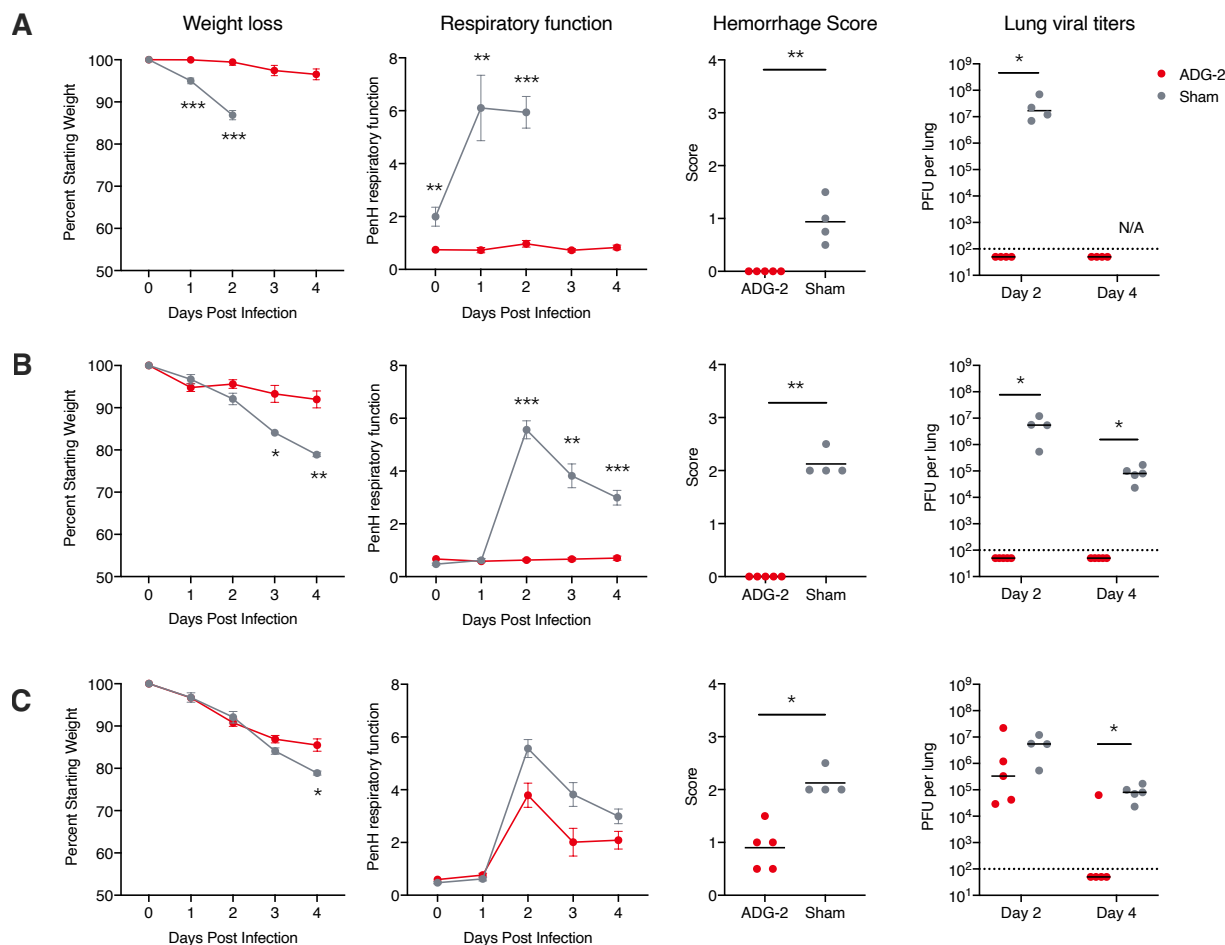 A
Weight loss
Respiratory function
Hemorrhage Score
Lung viral titers
Percent Starting Weight
100
90
80
70
60
50
***
***
0 1 2 3 4
Days Post Infection
PenH respiratory function
8
6
4
2
0
**
**
***
0 1 2 3 4
Days Post Infection
Score
4
3
2
1
0
**
ADG-2 Sham
PFU per lung
10⁹
10⁸
10⁷
10⁶
10⁵
10⁴
10³
10²
10¹
*
N/A
Day 2 Day 4
ADG-2
Sham
B
Percent Starting Weight
100
90
80
70
60
50
*
**
0 1 2 3 4
Days Post Infection
PenH respiratory function
8
6
4
2
0
***
**
***
0 1 2 3 4
Days Post Infection
Score
4
3
2
1
0
**
ADG-2 Sham
PFU per lung
10⁹
10⁸
10⁷
10⁶
10⁵
10⁴
10³
10²
10¹
*
*
Day 2 Day 4
C
Percent Starting Weight
100
90
80
70
60
50
*
0 1 2 3 4
Days Post Infection
PenH respiratory function
8
6
4
2
0
0 1 2 3 4
Days Post Infection
Score
4
3
2
1
0
*
ADG-2 Sham
PFU per lung
10⁹
10⁸
10⁷
10⁶
10⁵
10⁴
10³
10²
10¹
*
Day 2 Day 4